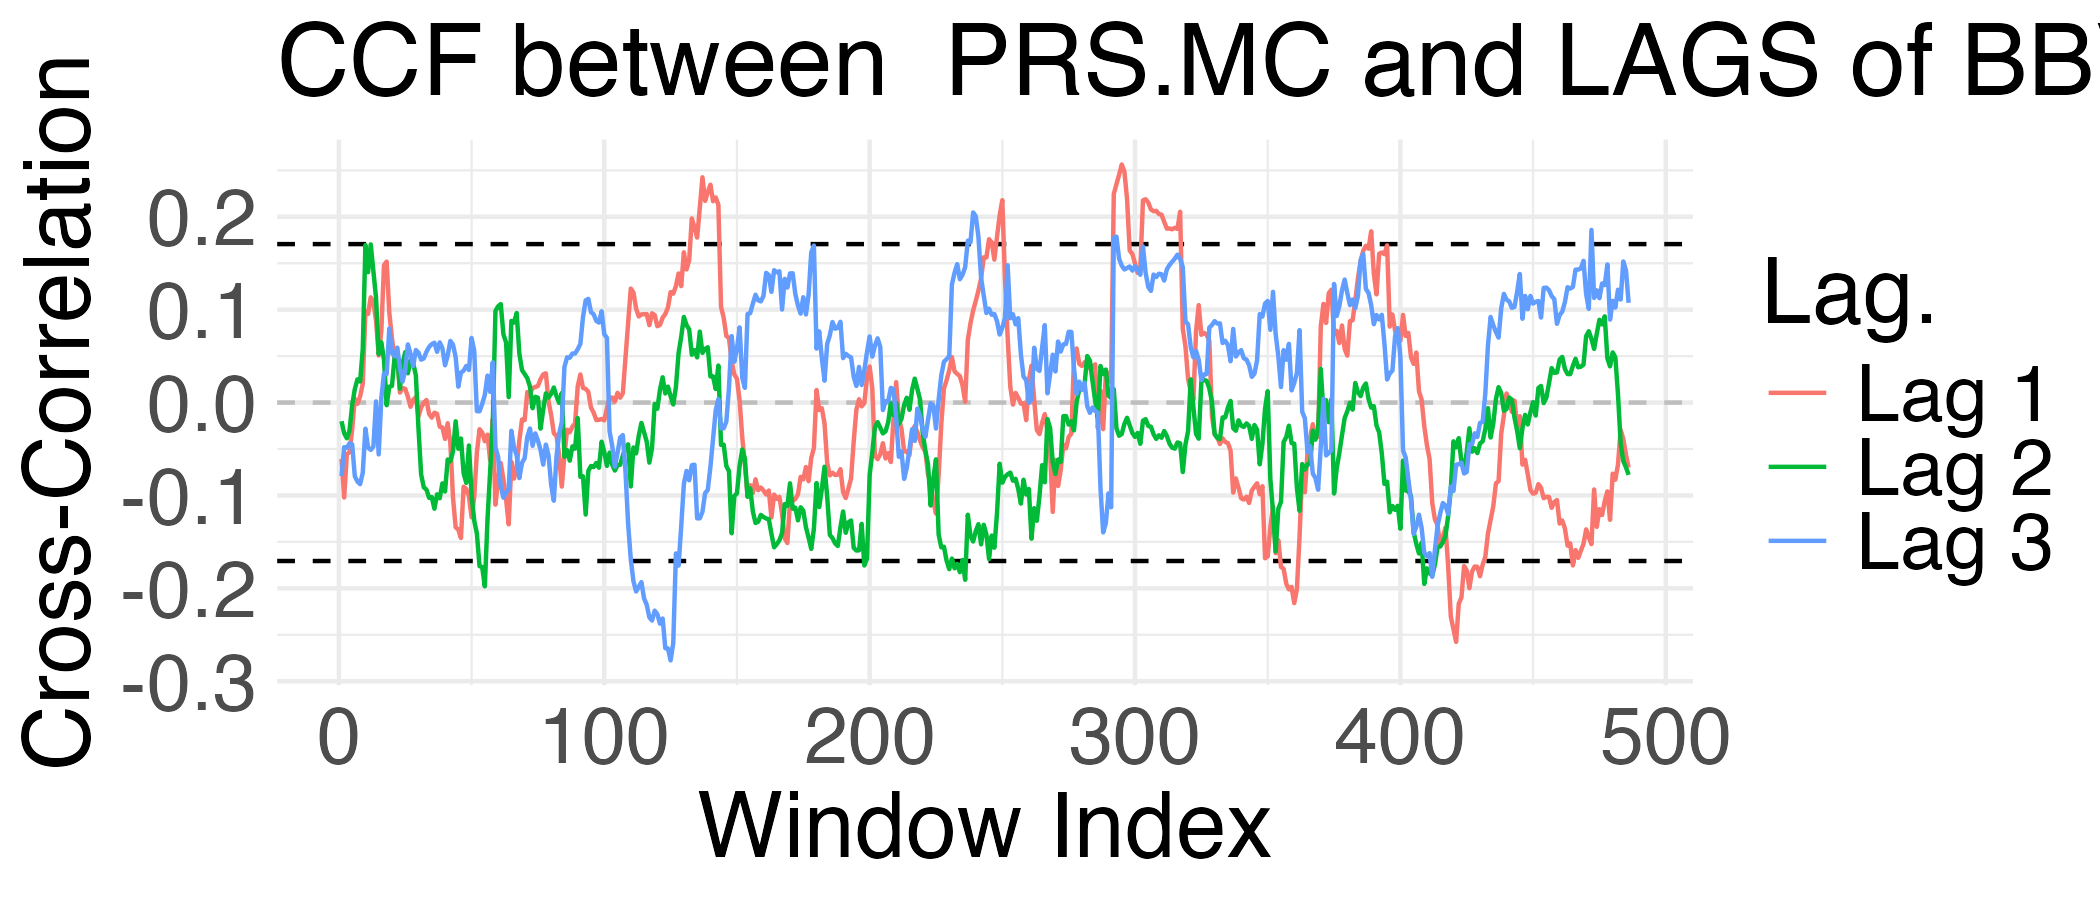 CCF between  PRS.MC and LAGS of BB
Cross-Correlation
0.2
0.1
0.0
-0.1
-0.2
-0.3
0 100 200 300 400 500
Window Index
Lag.
Lag 1
Lag 2
Lag 3